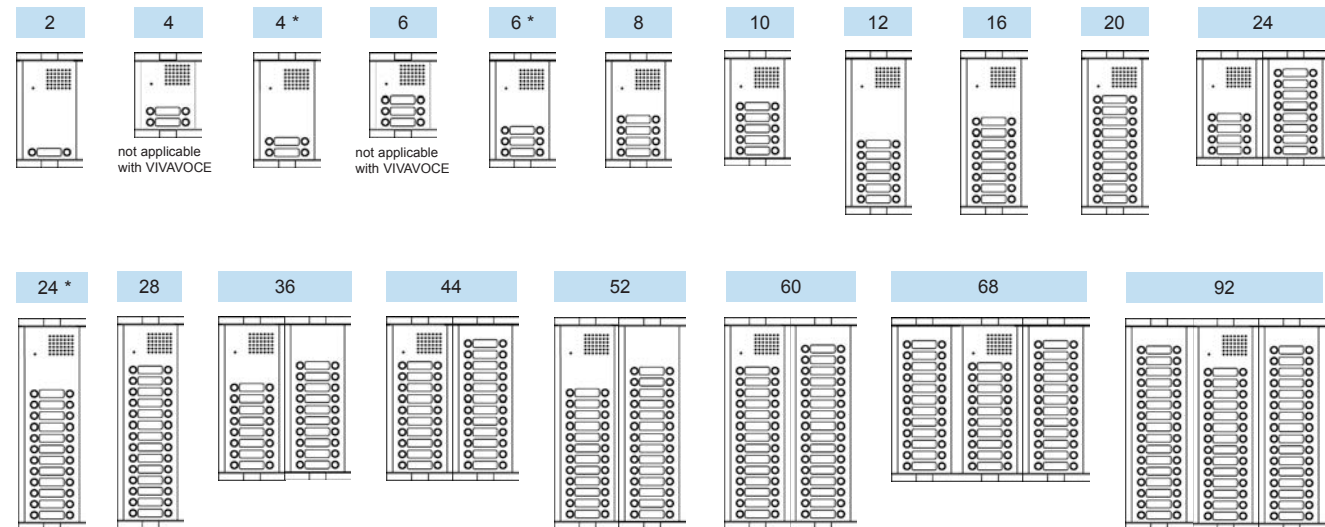 2 4 4 * 6 6 * 8 10 12 16 20 24
not applicable
with VIVAVOCE
not applicable
with VIVAVOCE
24 * 28 36 44 52 60 68 92